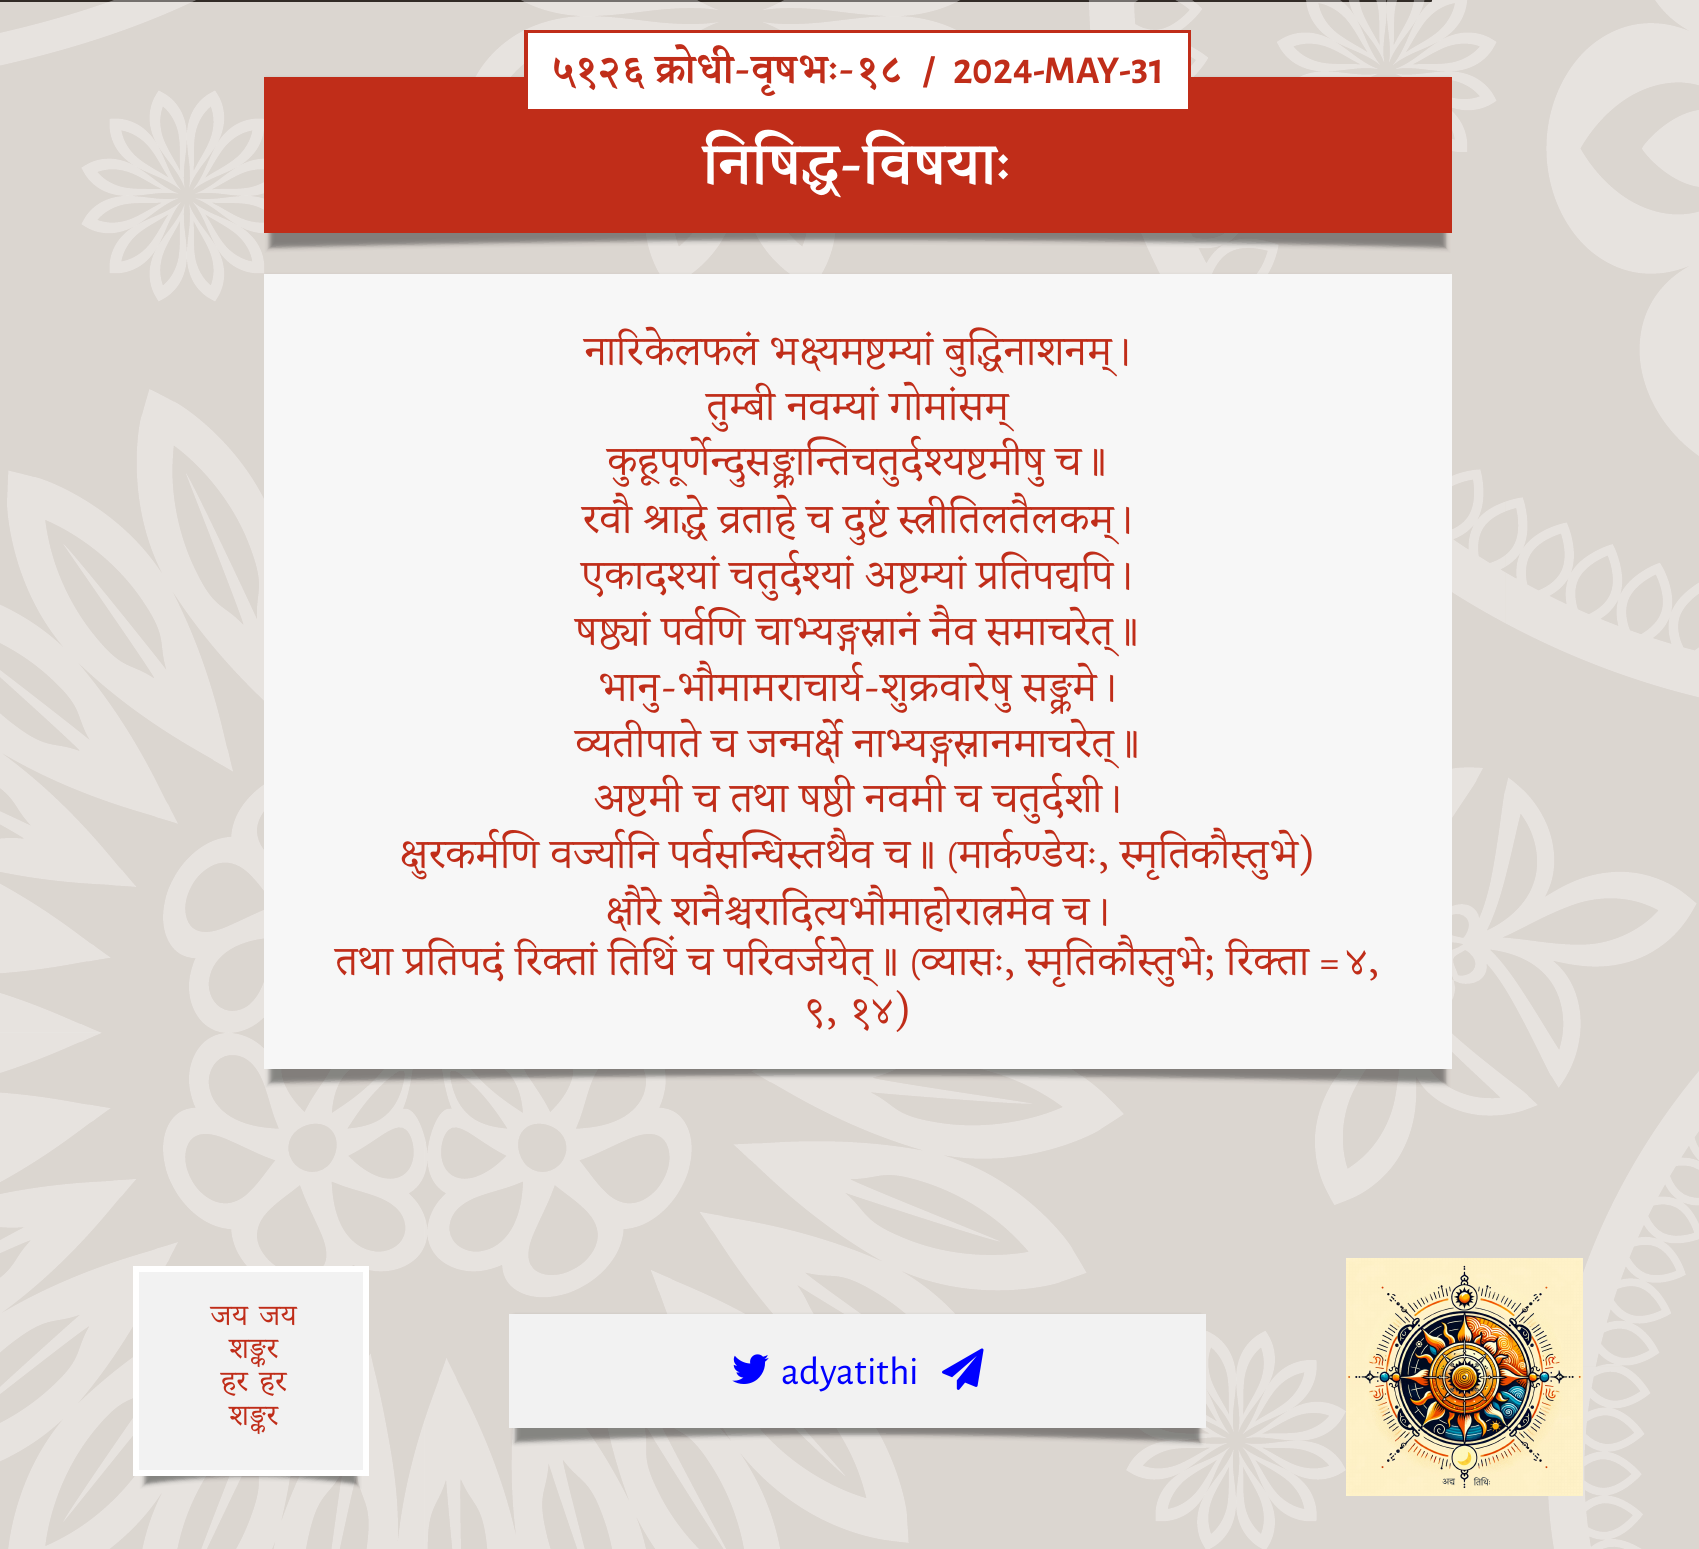 ५१२६ क्रोधी-वृषभः-१८ / 2024-MAY-31
निषिद्ध-विषयाः
नारिकेलफलं भक्ष्यमष्टम्यां बुद्धिनाशनम्।
तुम्बी नवम्यां गोमांसम्
कुहूपूर्णेन्दुसङ्क्रान्तिचतुर्दश्यष्टमीषु च॥
रवौ श्राद्धे व्रताहे च दुष्टं स्त्रीतिलतैलकम्।
एकादश्यां चतुर्दश्यां अष्टम्यां प्रतिपद्यपि।
षष्ठ्यां पर्वणि चाभ्यङ्गस्नानं नैव समाचरेत्॥
भानु-भौमामराचार्य-शुक्रवारेषु सङ्क्रमे।
व्यतीपाते च जन्मर्क्षे नाभ्यङ्गस्नानमाचरेत्॥
अष्टमी च तथा षष्ठी नवमी च चतुर्दशी।
क्षुरकर्मणि वर्ज्यानि पर्वसन्धिस्तथैव च॥ (मार्कण्डेयः, स्मृतिकौस्तुभे)
क्षौरे शनैश्चरादित्यभौमाहोरात्रमेव च।
तथा प्रतिपदं रिक्तां तिथिं च परिवर्जयेत्॥ (व्यासः, स्मृतिकौस्तुभे; रिक्ता = ४,
९, १४)
जय जय
शङ्कर
हर हर
शङ्कर
adyatithi
अद्य तिथिः